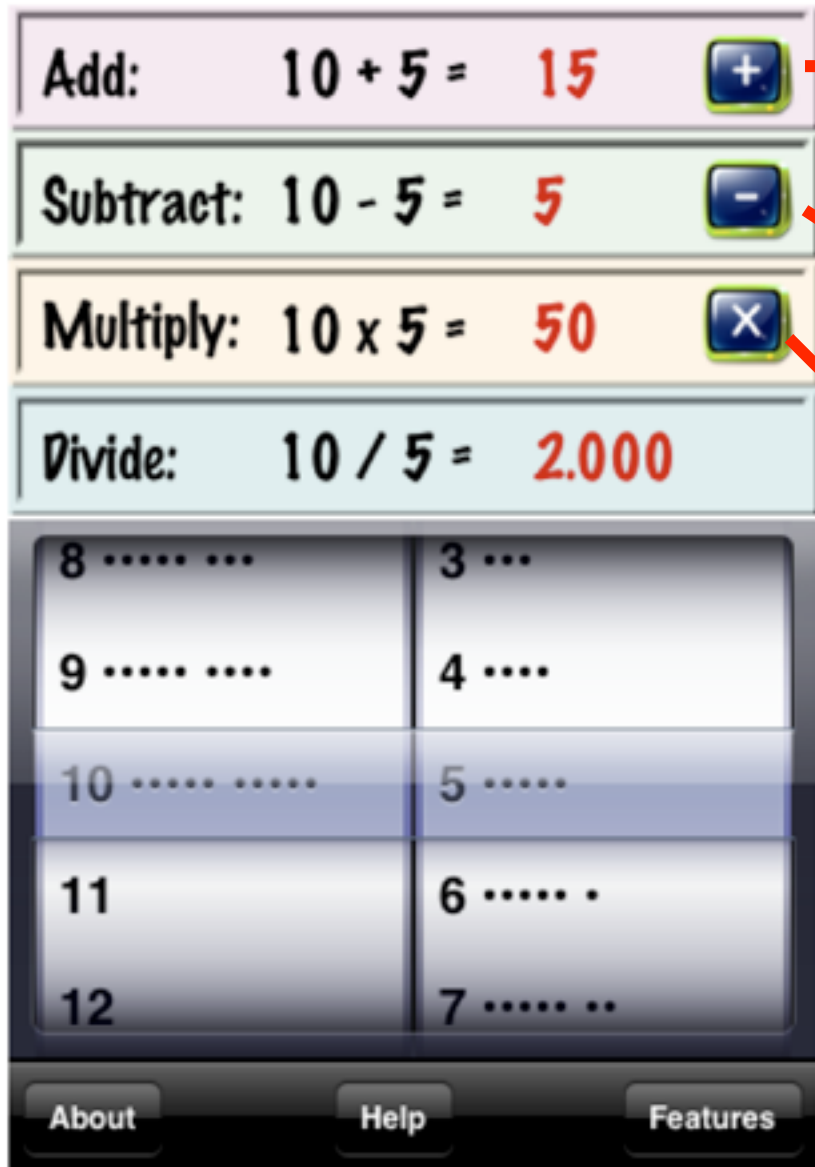 Add: 10 + 5 = 15 +
Subtract: 10 - 5 = 5 -
Multiply: 10 x 5 = 50 X
Divide: 10 / 5 = 2.000
8 ••••• ••• 3 •••
9 ••••• •••• 4 ••••
10 ••••• ••••• 5 •••••
11 6 ••••• •
12 7 ••••• ••
About Help Features